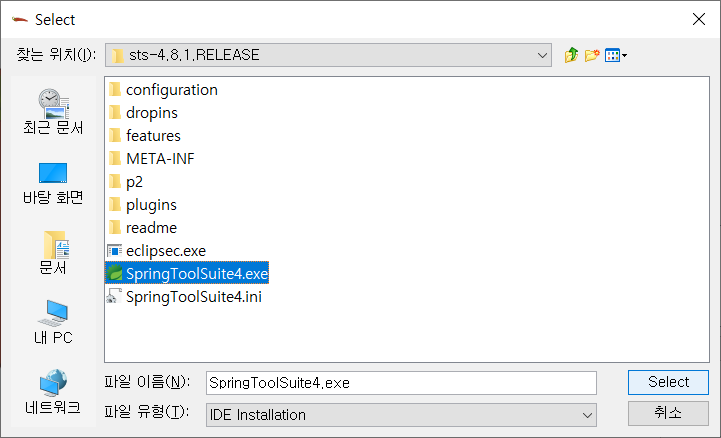 Select
찾는 위치(I):
sts-4.8.1.RELEASE
최근 문서
바탕 화면
문서
내 PC
네트워크
configuration
dropins
features
META-INF
p2
plugins
readme
eclipsec.exe
SpringToolSuite4.exe
SpringToolSuite4.ini
파일 이름(N):
SpringToolSuite4.exe
Select
파일 유형(T):
IDE Installation
취소